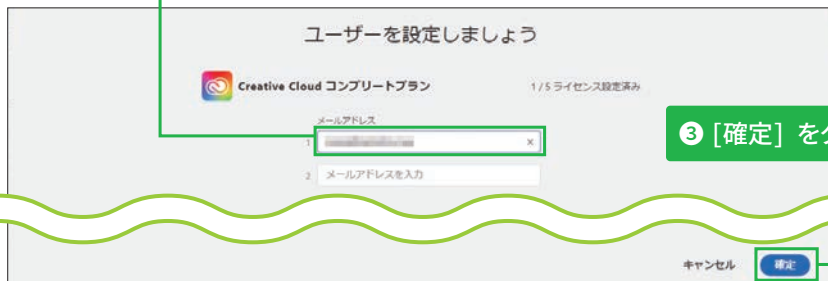 ユーザーを設定しましょう
Creative Cloud コンプリートプラン
1/5 ライセンス設定済み
メールアドレス
1
×
❸ [確定] を
2 メールアドレスを入力
キャンセル
確定